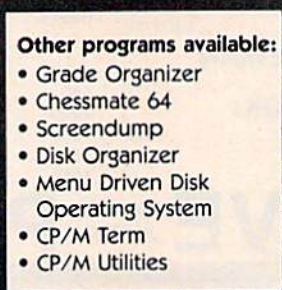 Other programs available:
• Grade Organizer
• Chessmate 64
• Screendump
• Disk Organizer
• Menu Driven Disk
Operating System
• CP/M Term
• CP/M Utilities